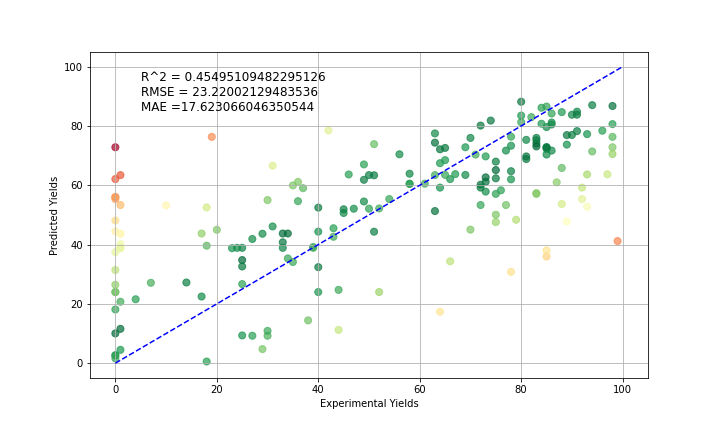 R^2 = 0.45495109482295126
RMSE = 23.22002129483536
MAE =17.623066046350544
100
80
60
40
20
0
Predicted Yields
0
20
40
60
80
100
Experimental Yields